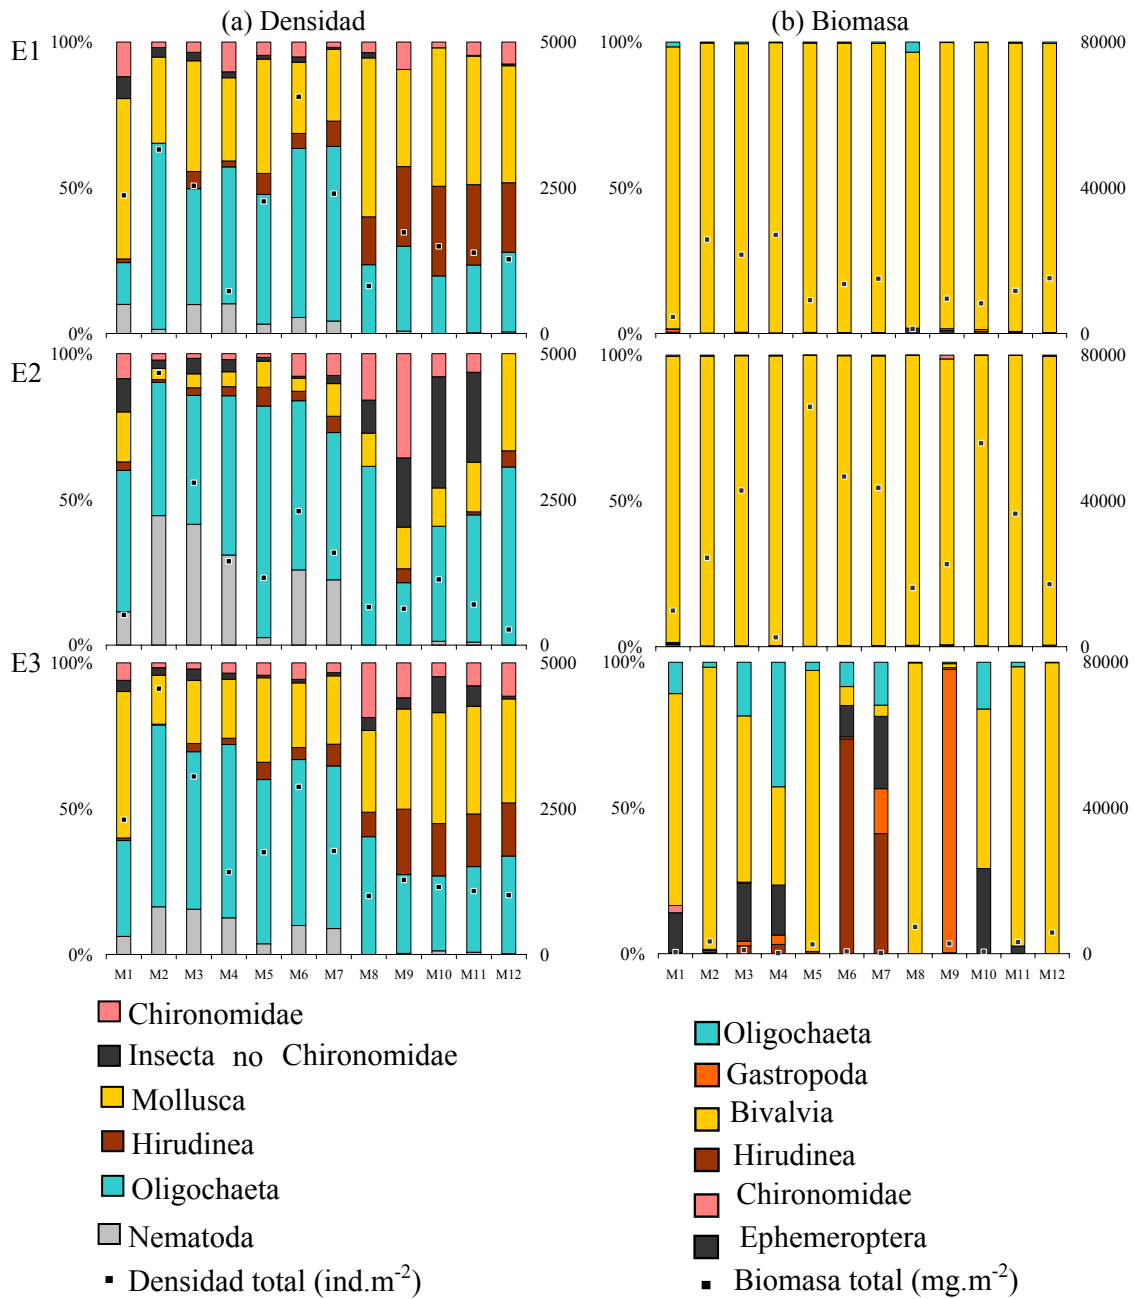 (a) Densidad
(b) Biomasa
E1
100%
50%
0%
5000
2500
0
100%
50%
0%
80000
40000
0
E2
100%
50%
0%
5000
2500
0
100%
50%
0%
80000
40000
0
E3
100%
50%
0%
5000
2500
0
100%
50%
0%
80000
40000
0
M1 M2 M3 M4 M5 M6 M7 M8 M9 M10 M11 M12
M1 M2 M3 M4 M5 M6 M7 M8 M9 M10 M11 M12
Chironomidae
Insecta no Chironomidae
Mollusca
Hirudinea
Oligochaeta
Nematoda
Densidad total (ind.m-2)
Oligochaeta
Gastropoda
Bivalvia
Hirudinea
Chironomidae
Ephemeroptera
Biomasa total (mg.m-2)